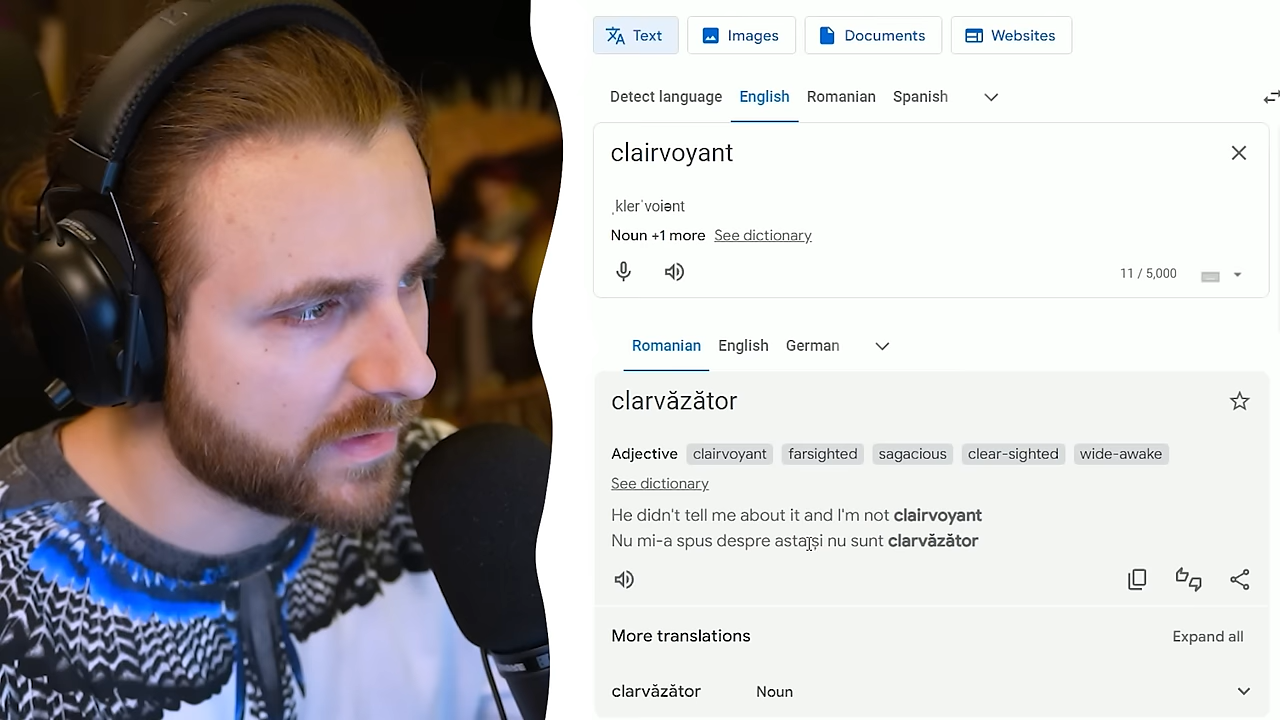 Text Images Documents Websites
Detect language English Romanian Spanish
clairvoyant
ˌklerˈvoiənt
Noun +1 more See dictionary
11 / 5,000
Romanian English German
clarvăzător
Adjective clairvoyant farsighted sagacious clear-sighted wide-awake
See dictionary
He didn't tell me about it and I'm not clairvoyant
Nu mi-a spus despre asta și nu sunt clarvăzător
More translations Expand all
clarvăzător Noun